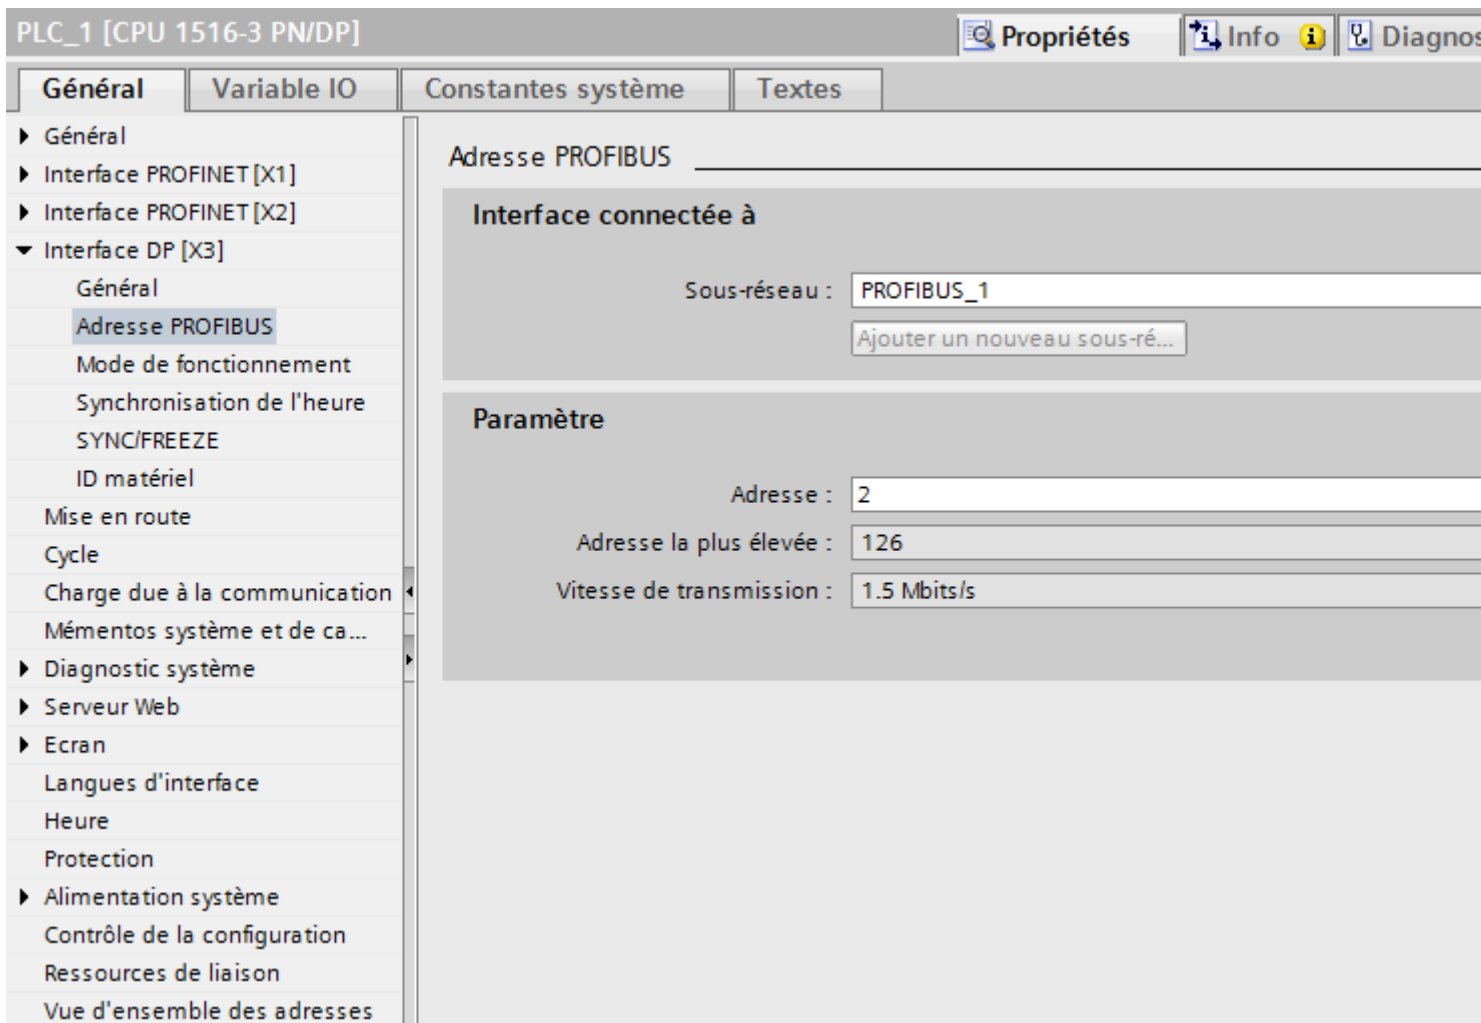 PLC_1 [CPU 1516-3 PN/DP]
Propriétés
Info
Diagnos
Général
Variable IO
Constantes système
Textes
Général
Interface PROFINET [X1]
Interface PROFINET [X2]
Interface DP [X3]
Général
Adresse PROFIBUS
Mode de fonctionnement
Synchronisation de l'heure
SYNC/FREEZE
ID matériel
Mise en route
Cycle
Charge due à la communication
Mémentos système et de ca...
Diagnostic système
Serveur Web
Ecran
Langues d'interface
Heure
Protection
Alimentation système
Contrôle de la configuration
Ressources de liaison
Vue d'ensemble des adresses
Adresse PROFIBUS
Interface connectée à
Sous-réseau : PROFIBUS_1
Ajouter un nouveau sous-ré...
Paramètre
Adresse : 2
Adresse la plus élevée : 126
Vitesse de transmission : 1.5 Mbits/s